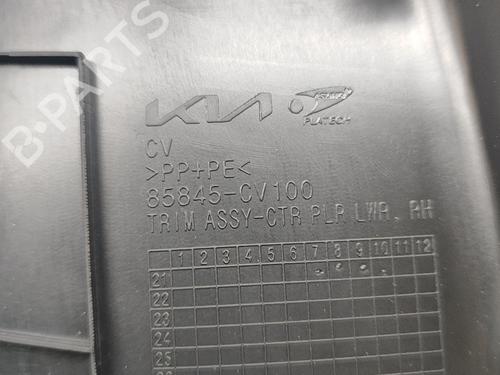 KIA PLATECH
CV
>PP+PE<
85845-CV100
TRIM ASSY-CTR PLR LWR, RH
1 2 3 4 5 6 7 8 9 10 11 12
21
22
23
24
25
B-PARTS